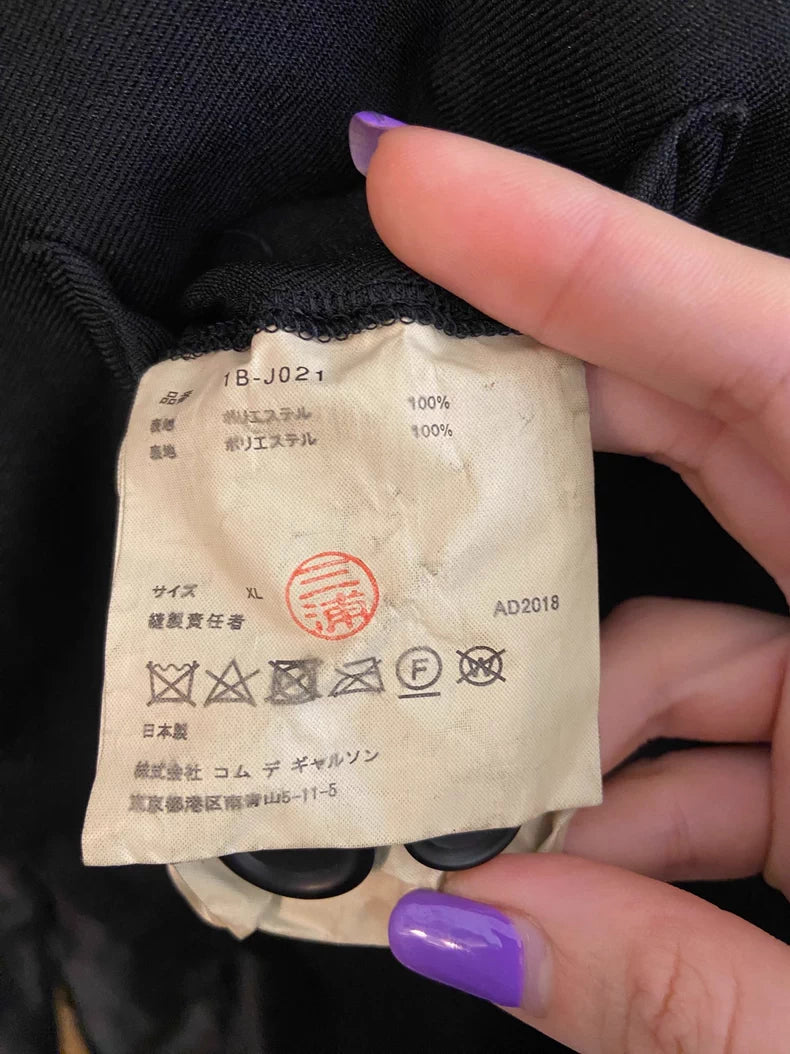 品番 1B-J021
表地 ポリエステル 100%
裏地 ポリエステル 100%
サイズ XL
三浦
縫製責任者
AD2018
F W
日本製
株式会社 コム デ ギャルソン
東京都港区南青山5-11-5